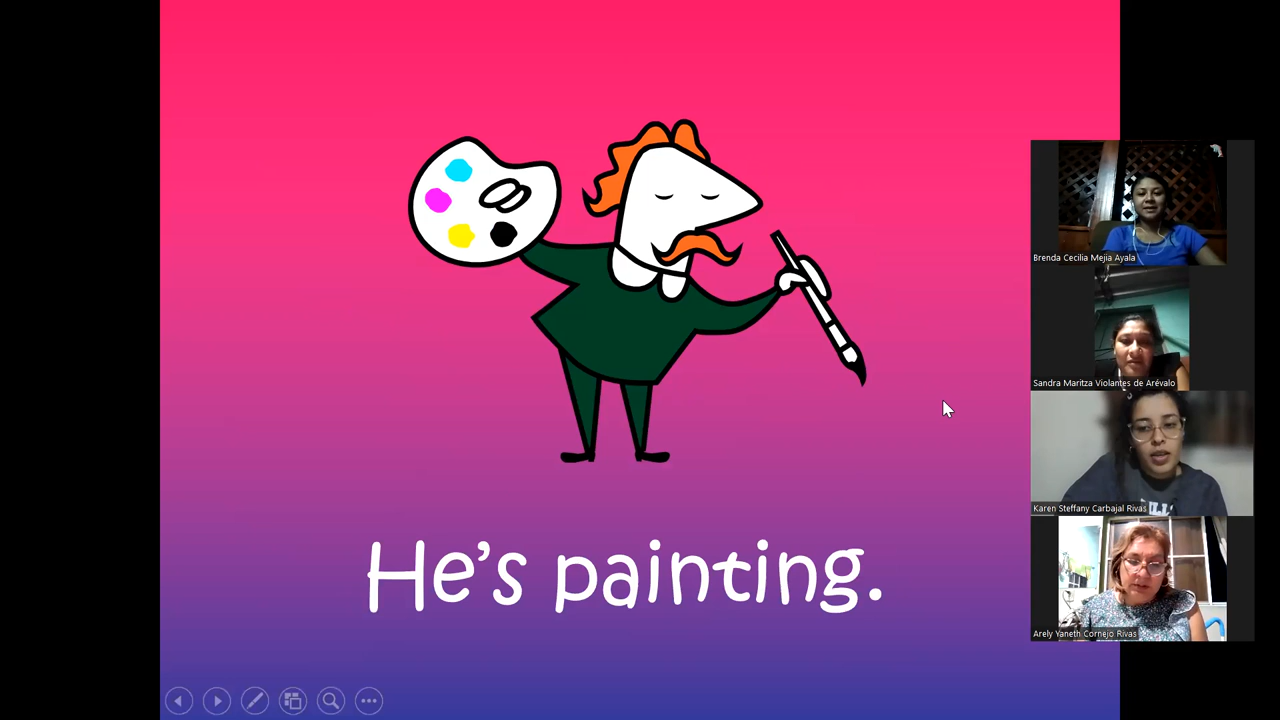 He's painting.
Brenda Cecilia Mejia Ayala
Sandra Maritza Violantes de Arévalo
Karen Steffany Carbajal Rivas
Arely Yaneth Cornejo Rivas